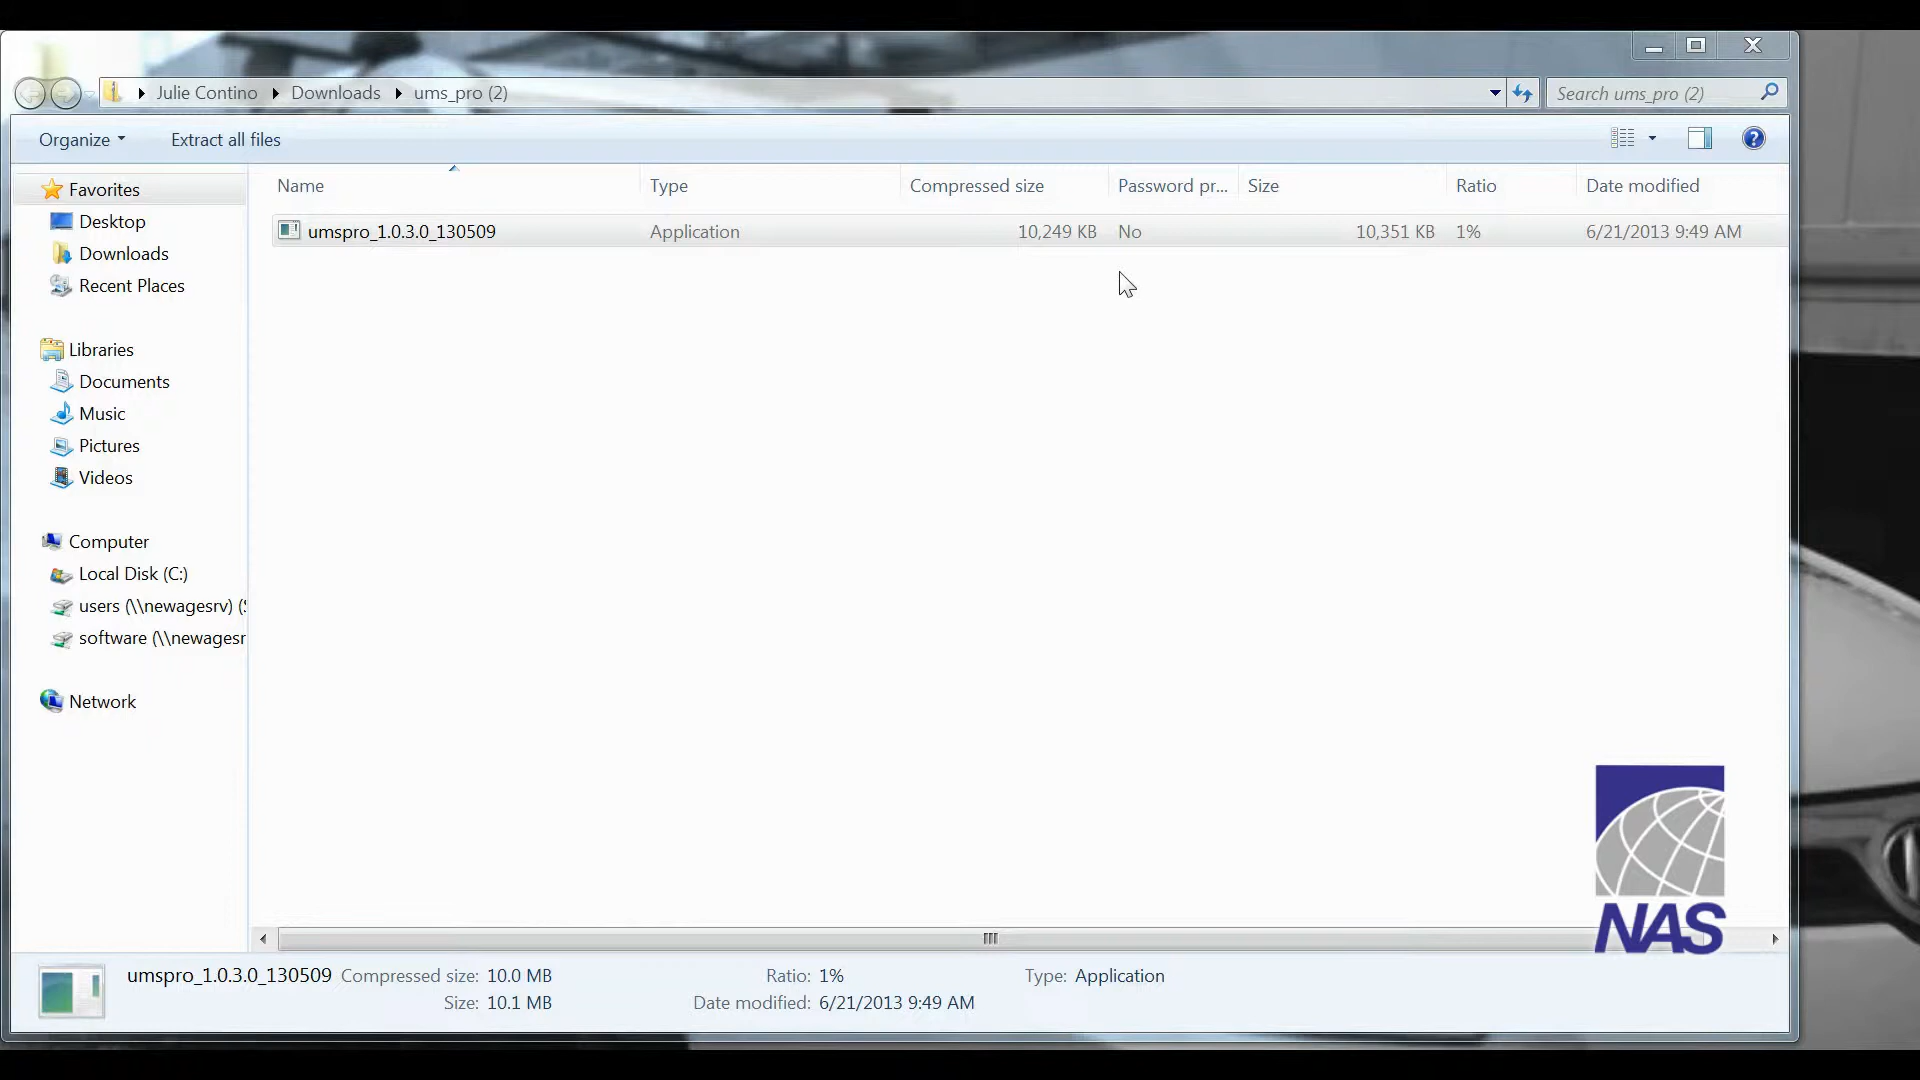 Julie Contino Downloads ums_pro (2)
Search ums_pro (2)
Organize Extract all files
Name Type Compressed size Password pr... Size Ratio Date modified
umspro_1.0.3.0_130509 Application 10,249 KB No 10,351 KB 1% 6/21/2013 9:49 AM
Favorites
Desktop
Downloads
Recent Places
Libraries
Documents
Music
Pictures
Videos
Computer
Local Disk (C:)
users (\\newagesrv) (
software (\\newagesr
Network
NAS
umspro_1.0.3.0_130509 Compressed size: 10.0 MB Ratio: 1% Type: Application
Size: 10.1 MB Date modified: 6/21/2013 9:49 AM